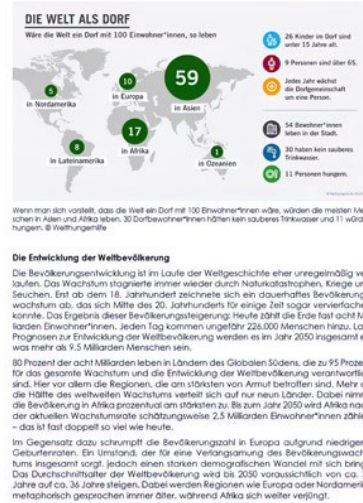 DIE WELT ALS DORF
Wäre die Welt ein Dorf mit 100 Einwohner*innen, so leben
5
in Nordamerika
10
in Europa
59
in Asien
17
in Afrika
8
in Lateinamerika
1
in Ozeanien
26 Kinder im Dorf sind
unter 15 Jahre alt.
9 Personen sind über 65.
Jedes Jahr wächst
die Dorfgemeinschaft
um eine Person.
54 Bewohner*innen
leben in der Stadt.
30 haben kein sauberes
Trinkwasser.
11 Personen hungern.
Wenn man sich vorstellt, dass die Welt ein Dorf mit 100 Einwohner*innen wäre, würden die meisten Me
schen in Asien und Afrika leben. 30 Dorfbewohner*innen hätten kein sauberes Trinkwasser und 11 würd
hungern. © Welthungerhilfe
Die Entwicklung der Weltbevölkerung
Die Bevölkerungsentwicklung ist im Laufe der Weltgeschichte eher unregelmäßig ve
laufen. Das Wachstum stagnierte immer wieder durch Naturkatastrophen, Kriege un
Seuchen. Erst ab dem 18. Jahrhundert zeichnete sich ein dauerhaftes Bevölkerung
wachstum ab, das sich Mitte des 20. Jahrhunderts für einige Zeit sogar vervierfache
konnte. Das Ergebnis dieser Bevölkerungssteigerung: Heute zählt die Erde fast acht M
liarden Einwohner*innen. Jeden Tag kommen ungefähr 226.000 Menschen hinzu. La
Prognosen zur Entwicklung der Weltbevölkerung werden es im Jahr 2050 insgesamt e
was mehr als 9,5 Milliarden Menschen sein.
80 Prozent der acht Milliarden leben in Ländern des Globalen Südens, die zu 95 Proze
für das gesamte Wachstum und die Entwicklung der Weltbevölkerung verantwortlic
sind. Hier vor allem die Regionen, die am stärksten von Armut betroffen sind. Mehr a
die Hälfte des weltweiten Wachstums verteilt sich auf nur neun Länder. Dabei nimm
die Bevölkerung in Afrika prozentual am stärksten zu. Bis zum Jahr 2050 wird Afrika nac
der aktuellen Wachstumsrate schätzungsweise 2,5 Milliarden Einwohner*innen zähle
– das ist fast doppelt so viel wie heute.
Im Gegensatz dazu schrumpft die Bevölkerungszahl in Europa aufgrund niedriger
Geburtenraten. Ein Umstand, der für eine Verlangsamung des Bevölkerungswach
tums insgesamt sorgt, jedoch einen starken demografischen Wandel mit sich bring
Das Durchschnittsalter der Weltbevölkerung wird bis 2050 voraussichtlich von ca.
Jahre auf ca. 36 Jahre steigen. Dabei werden Regionen wie Europa oder Nordameri
metaphorisch gesprochen immer älter, während Afrika sich weiter verjüngt.